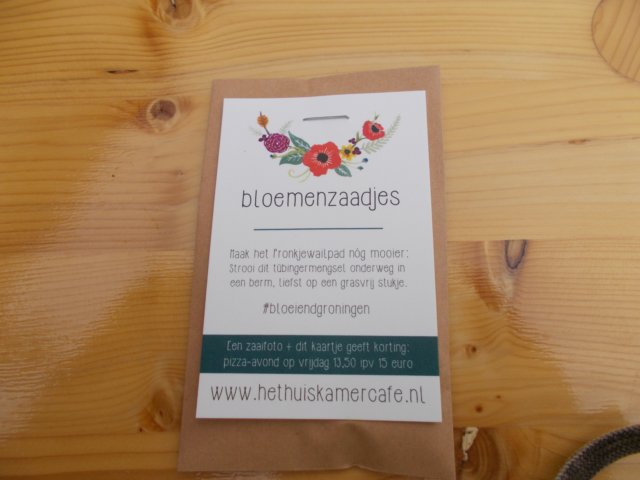 bloemenzaadjes
Maak het Pronkjewailpad nóg mooier:
Strooi dit tübingermengsel onderweg in
een berm, liefst op een grasvrij stukje.
#bloeiendgroningen
Een zaaifoto + dit kaartje geeft korting:
pizza-avond op vrijdag 13,50 ipv 15 euro
www.hethuiskamercafe.nl